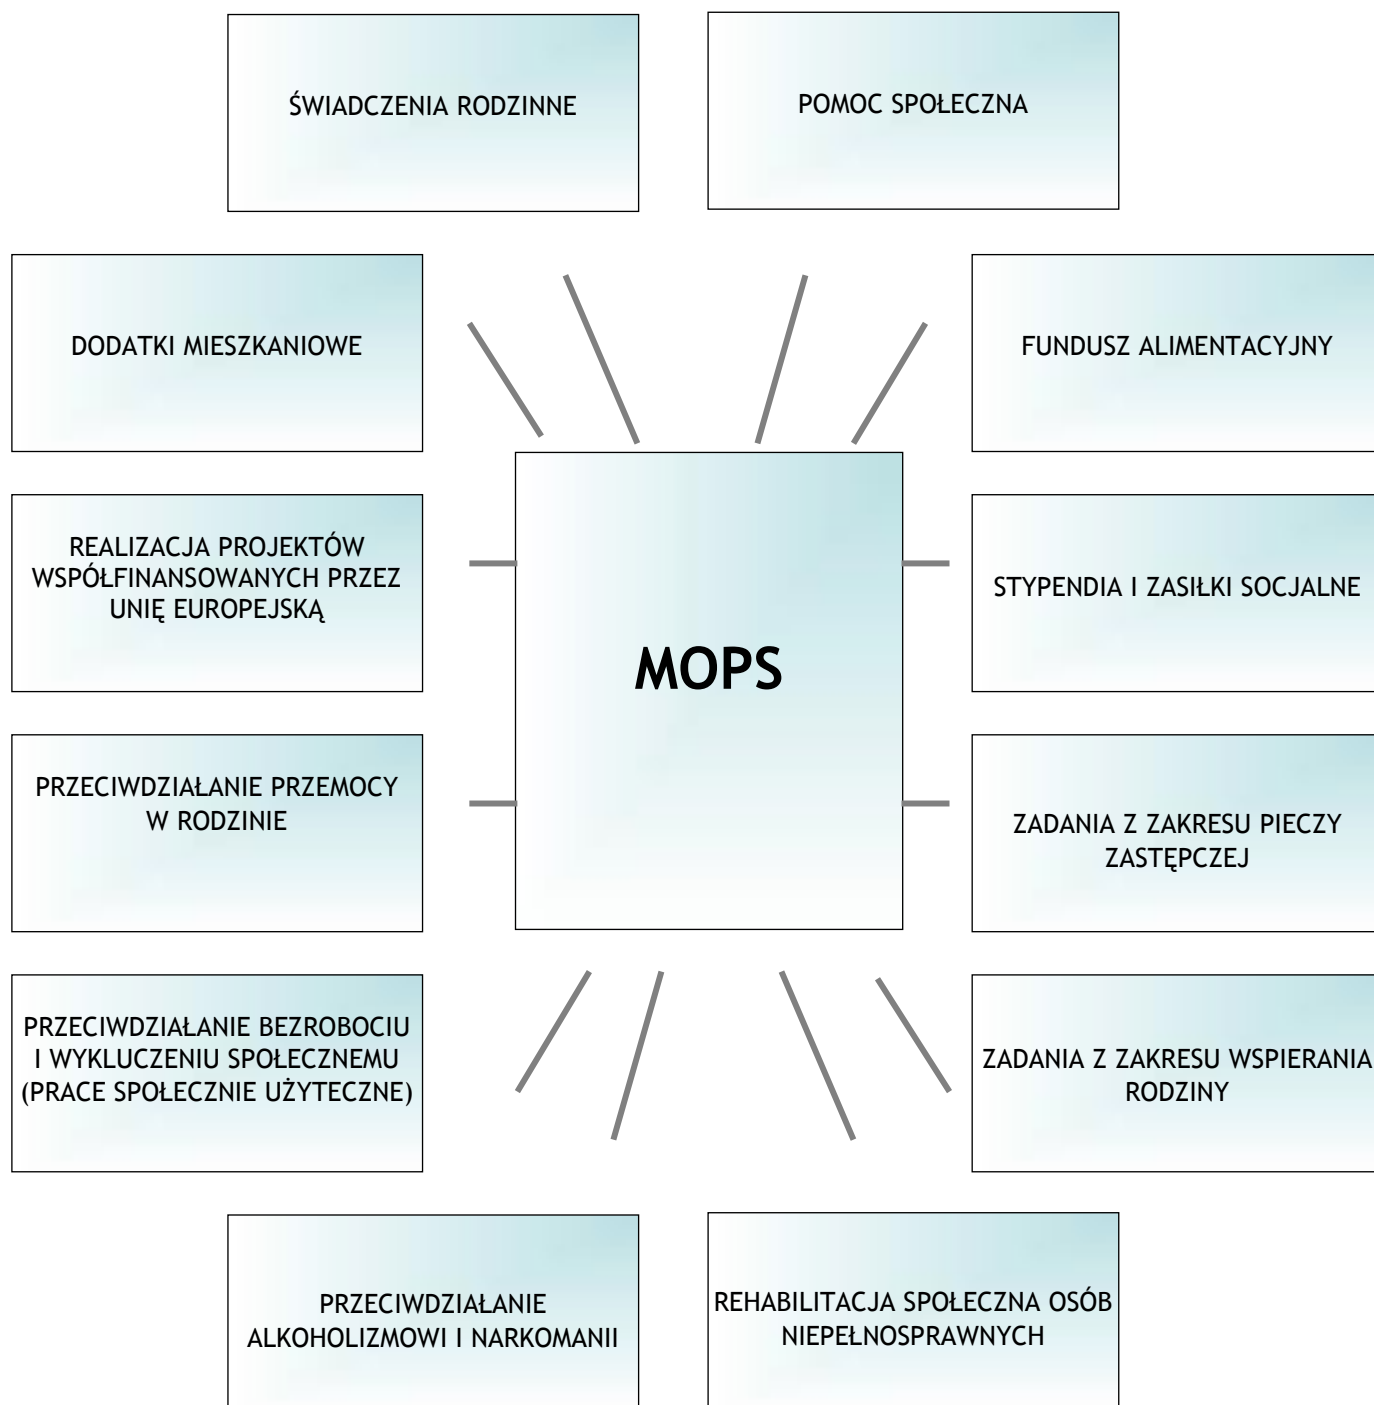 ŚWIADCZENIA RODZINNE
POMOC SPOŁECZNA
DODATKI MIESZKANIOWE
FUNDUSZ ALIMENTACYJNY
REALIZACJA PROJEKTÓW
WSPÓŁFINANSOWANYCH PRZEZ
UNIĘ EUROPEJSKĄ
STYPENDIA I ZASIŁKI SOCJALNE
MOPS
PRZECIWDZIAŁANIE PRZEMOCY
W RODZINIE
ZADANIA Z ZAKRESU PIECZY
ZASTĘPCZEJ
PRZECIWDZIAŁANIE BEZROBOCIU
I WYKLUCZENIU SPOŁECZNEMU
(PRACE SPOŁECZNIE UŻYTECZNE)
ZADANIA Z ZAKRESU WSPIERANIA
RODZINY
PRZECIWDZIAŁANIE
ALKOHOLIZMOWI I NARKOMANII
REHABILITACJA SPOŁECZNA OSÓB
NIEPEŁNOSPRAWNYCH